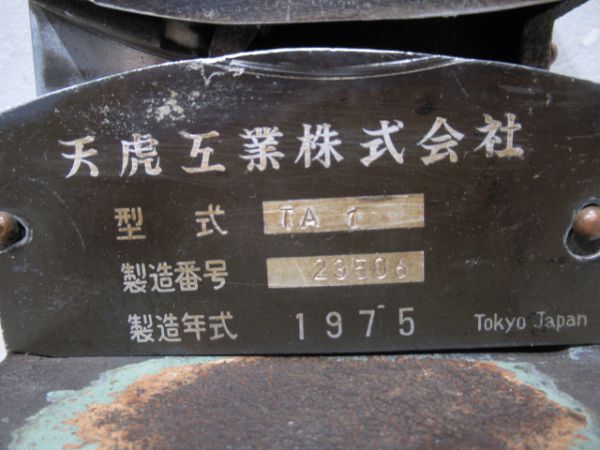 天虎工業株式会社
型式 TA 1
製造番号 23506
製造年式 1975 Tokyo Japan